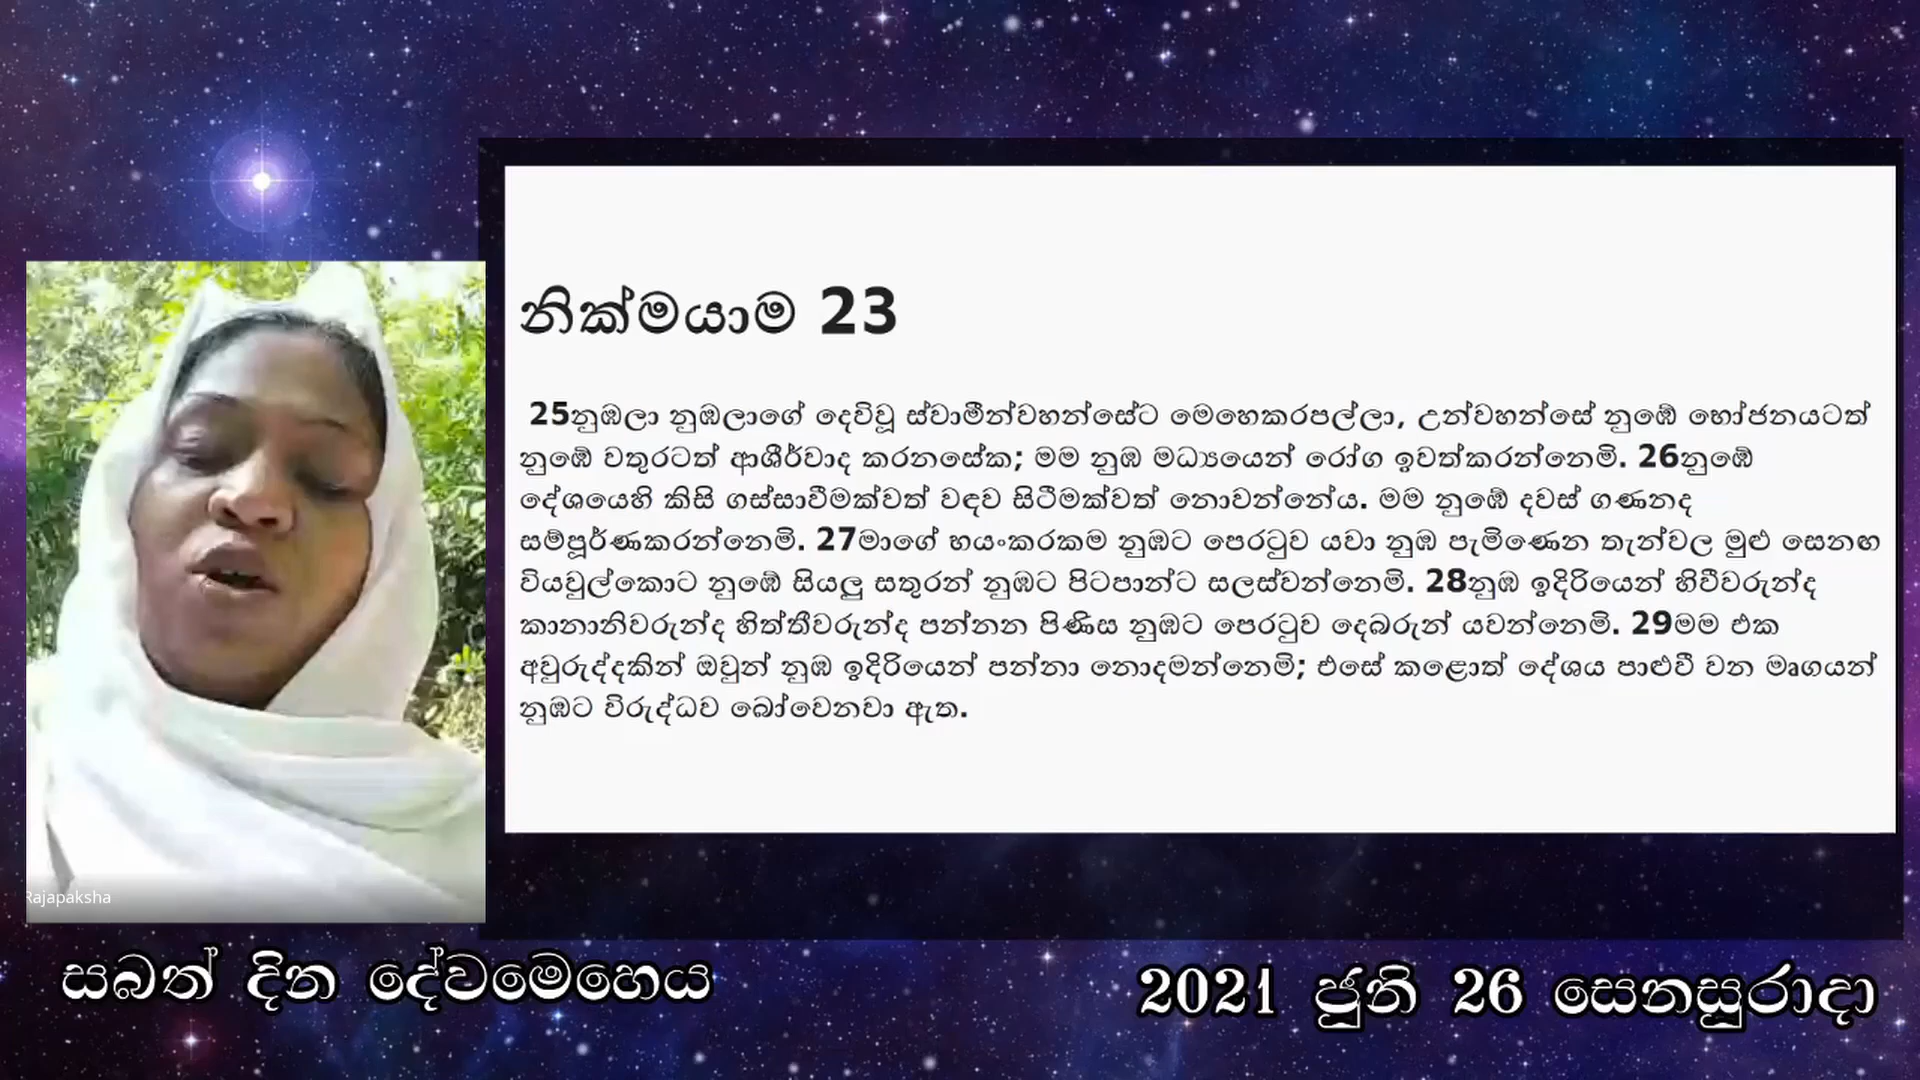 නික්මයාම 23
25නුඹලා නුඹලාගේ දෙවිවූ ස්වාමීන්වහන්සේට මෙහෙකරපල්ලා, උන්වහන්සේ නුඹේ භෝජනයටත්
නුඹේ වතුරටත් ආශීර්වාද කරනසේක; මම නුඹ මධ්‍යයෙන් රෝග ඉවත්කරන්නෙමි. 26නුඹේ
දේශයෙහි කිසි ගස්සාවීමක්වත් වඳව සිටීමක්වත් නොවන්නේය. මම නුඹේ දවස් ගණනද
සම්පූර්ණකරන්නෙමි. 27මාගේ භයංකරකම නුඹට පෙරටුව යවා නුඹ පැමිණෙන තැන්වල මුළු සෙනඟ
වියවුල්කොට නුඹේ සියලු සතුරන් නුඹට පිටපාන්ට සලස්වන්නෙමි. 28නුඹ ඉදිරියෙන් හිවීවරුන්ද
කානානිවරුන්ද හිත්තීවරුන්ද පන්නන පිණිස නුඹට පෙරටුව දෙබරුන් යවන්නෙමි. 29මම එක
අවුරුද්දකින් ඔවුන් නුඹ ඉදිරියෙන් පන්නා නොදමන්නෙමි; එසේ කළොත් දේශය පාළුවී වන මෘගයන්
නුඹට විරුද්ධව බෝවෙනවා ඇත.
Rajapaksha
සබත් දින දේවමෙහෙය
2021 ජුනි 26 සෙනසුරාදා